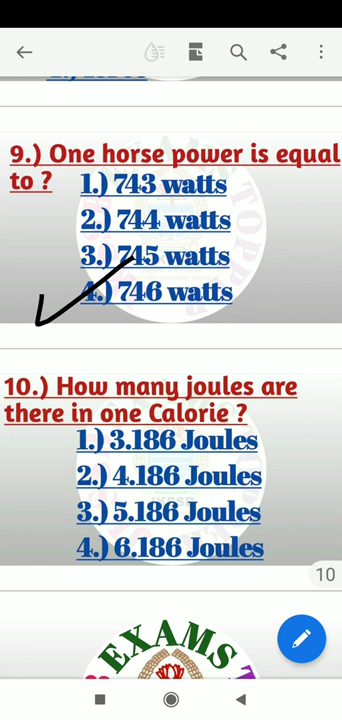 9.) One horse power is equal
to ? 1.) 743 watts
2.) 744 watts
3.) 745 watts
4.) 746 watts
10.) How many joules are
there in one Calorie ?
1.) 3.186 Joules
2.) 4.186 Joules
3.) 5.186 Joules
4.) 6.186 Joules
10
EXAMS